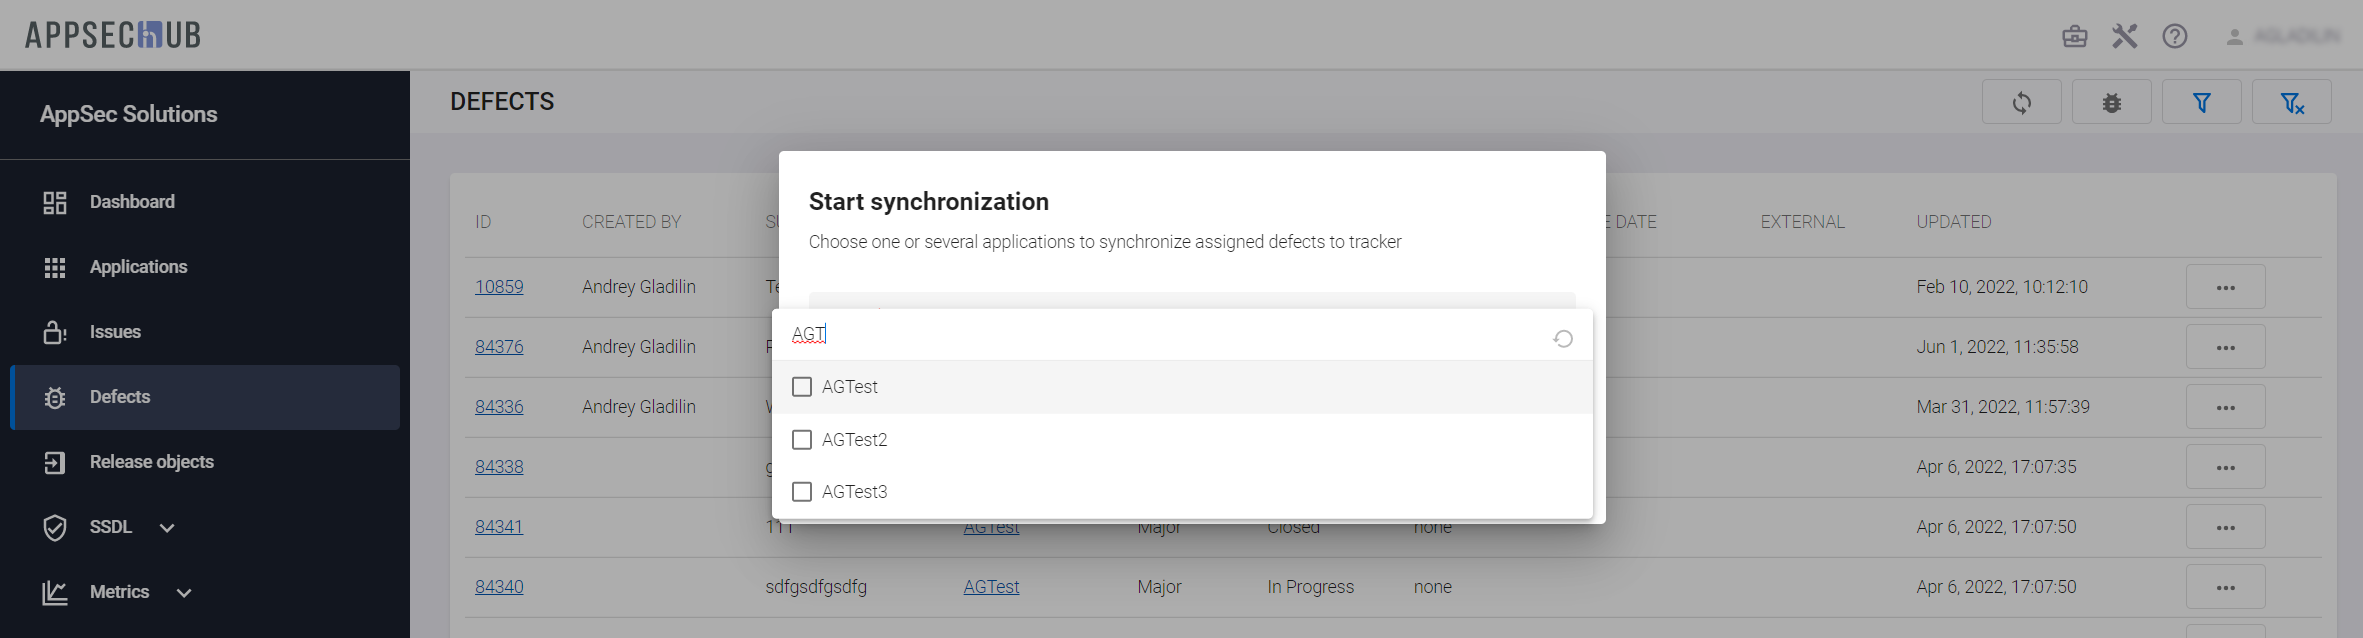 APPSECHUB
AppSec Solutions
DEFECTS
Dashboard
Applications
Issues
Defects
Release objects
SSDL
Metrics
Start synchronization
Choose one or several applications to synchronize assigned defects to tracker
AGT
AGTest
AGTest2
AGTest3
ID CREATED BY DATE EXTERNAL UPDATED
10859 Andrey Gladilin Feb 10, 2022, 10:12:10
84376 Andrey Gladilin Jun 1, 2022, 11:35:58
84336 Andrey Gladilin Mar 31, 2022, 11:57:39
84338 Apr 6, 2022, 17:07:35
84341 111 AGTest Major Closed none Apr 6, 2022, 17:07:50
84340 sdfgsdfgsdfg AGTest Major In Progress none Apr 6, 2022, 17:07:50